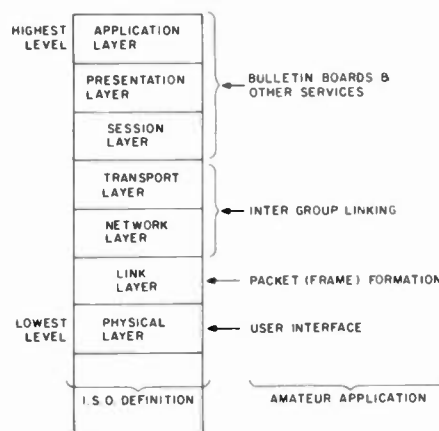 HIGHEST LEVEL
APPLICATION LAYER
PRESENTATION LAYER
SESSION LAYER
BULLETIN BOARDS &
OTHER SERVICES
TRANSPORT LAYER
NETWORK LAYER
INTER GROUP LINKING
LINK LAYER
PACKET (FRAME) FORMATION
LOWEST LEVEL
PHYSICAL LAYER
USER INTERFACE
I.S.O. DEFINITION
AMATEUR APPLICATION